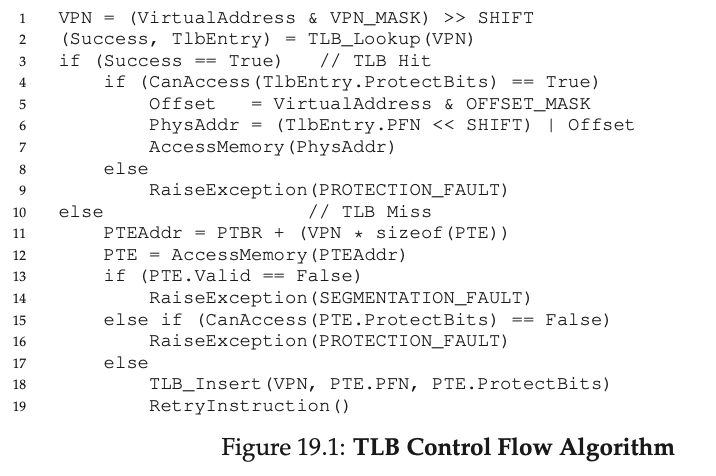 1 VPN = (VirtualAddress & VPN_MASK) >> SHIFT
2 (Success, TlbEntry) = TLB_Lookup(VPN)
3 if (Success == True) // TLB Hit
4 if (CanAccess(TlbEntry.ProtectBits) == True)
5 Offset = VirtualAddress & OFFSET_MASK
6 PhysAddr = (TlbEntry.PFN << SHIFT) | Offset
7 AccessMemory(PhysAddr)
8 else
9 RaiseException(PROTECTION_FAULT)
10 else // TLB Miss
11 PTEAddr = PTBR + (VPN * sizeof(PTE))
12 PTE = AccessMemory(PTEAddr)
13 if (PTE.Valid == False)
14 RaiseException(SEGMENTATION_FAULT)
15 else if (CanAccess(PTE.ProtectBits) == False)
16 RaiseException(PROTECTION_FAULT)
17 else
18 TLB_Insert(VPN, PTE.PFN, PTE.ProtectBits)
19 RetryInstruction()
Figure 19.1: TLB Control Flow Algorithm